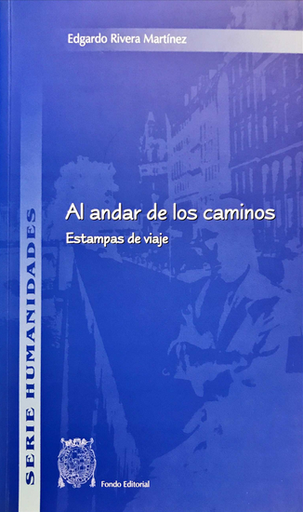 Edgardo Rivera Martínez
Al andar de los caminos
Estampas de viaje
SERIE HUMANIDADES
Fondo Editorial